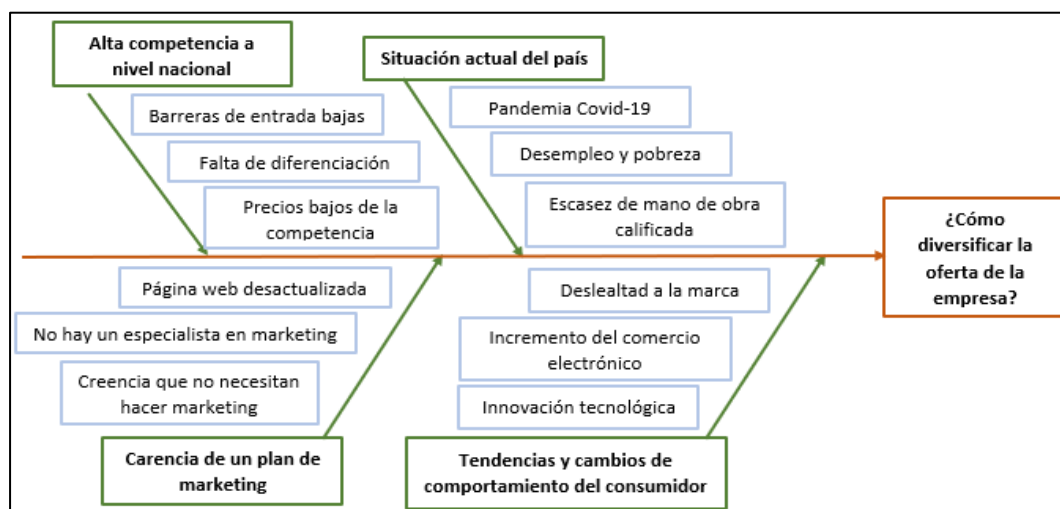 Alta competencia a
nivel nacional
Situación actual del país
Barreras de entrada bajas
Falta de diferenciación
Precios bajos de la
competencia
Pandemia Covid-19
Desempleo y pobreza
Escasez de mano de obra
calificada
¿Cómo
diversificar la
oferta de la
empresa?
Página web desactualizada
No hay un especialista en marketing
Creencia que no necesitan
hacer marketing
Carencia de un plan de
marketing
Deslealtad a la marca
Incremento del comercio
electrónico
Innovación tecnológica
Tendencias y cambios de
comportamiento del consumidor